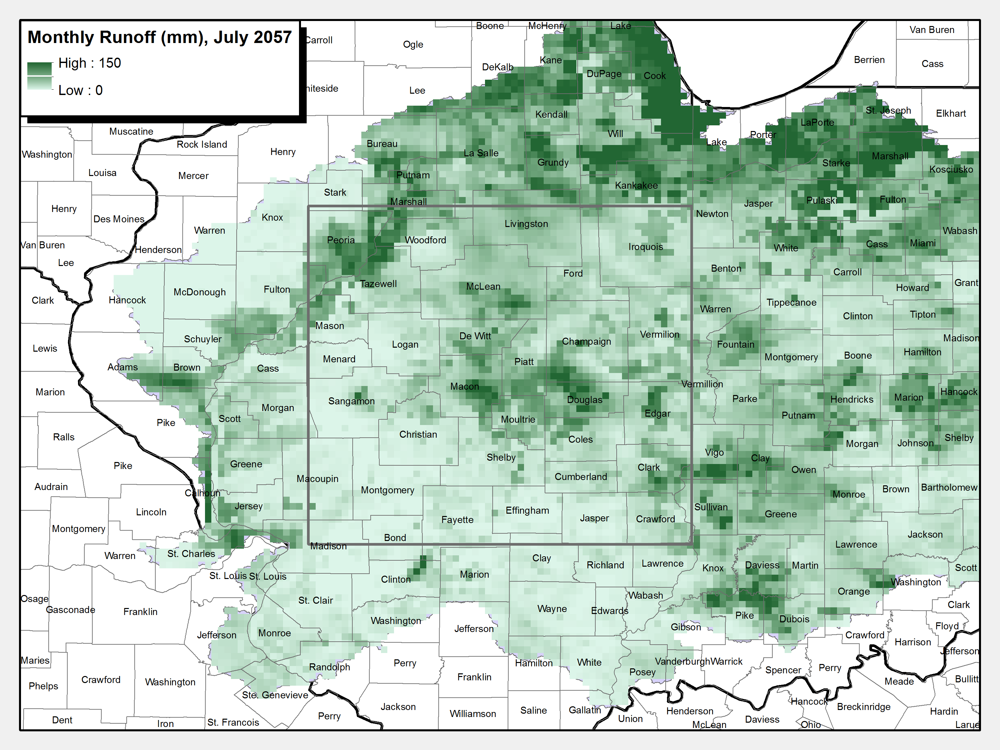 Monthly Runoff (mm), July 2057
High : 150
Low : 0
Boone
McHenry
Lake
Van Buren
Carroll
Ogle
Kane
Berrien
Cass
DeKalb
DuPage
Cook
Lee
Kendall
St. Joseph
Elkhart
LaPorte
Muscatine
Will
Porter
Rock Island
Bureau
Lake
Washington
Henry
La Salle
Grundy
Starke
Marshall
Kosciusko
Louisa
Mercer
Putnam
Kankakee
Stark
Marshall
Jasper
Pulaski
Fulton
Henry
Knox
Newton
Des Moines
Livingston
Warren
Peoria
Woodford
Wabash
Van Buren
Henderson
Iroquois
White
Cass
Miami
Lee
Benton
Carroll
Ford
Tazewell
McLean
Howard
Grant
Clark
Hancock
McDonough
Fulton
Tippecanoe
Warren
Clinton
Tipton
Mason
Schuyler
De Witt
Champaign
Vermilion
Madison
Lewis
Logan
Fountain
Menard
Montgomery
Boone
Hamilton
Adams
Brown
Cass
Piatt
Marion
Macon
Vermillion
Sangamon
Douglas
Parke
Hendricks
Marion
Hancock
Morgan
Scott
Edgar
Putnam
Pike
Moultrie
Ralls
Christian
Coles
Morgan
Johnson
Shelby
Pike
Greene
Shelby
Vigo
Clay
Clark
Owen
Audrain
Macoupin
Cumberland
Montgomery
Calhoun
Monroe
Brown
Bartholomew
Lincoln
Jersey
Fayette
Effingham
Jasper
Crawford
Sullivan
Greene
Montgomery
Bond
Jackson
Madison
Lawrence
Warren
St. Charles
Clay
Richland
Lawrence
Knox
Daviess
Martin
Scott
St. Louis
St. Louis
Clinton
Marion
Washington
Osage
Gasconade
Franklin
St. Clair
Wabash
Orange
Clark
Wayne
Edwards
Washington
Pike
Dubois
Jefferson
Monroe
Jefferson
Gibson
Floyd
Crawford
Harrison
Jefferson
Maries
Crawford
Washington
Randolph
Perry
Hamilton
White
Posey
Vanderburgh
Warrick
Spencer
Perry
Phelps
Franklin
Meade
Bullitt
Ste. Genevieve
Jackson
Saline
Gallatin
Hancock
Breckinridge
Dent
Iron
St. Francois
Perry
Williamson
Union
Henderson
McLean
Daviess
Ohio
Hardin
Larue